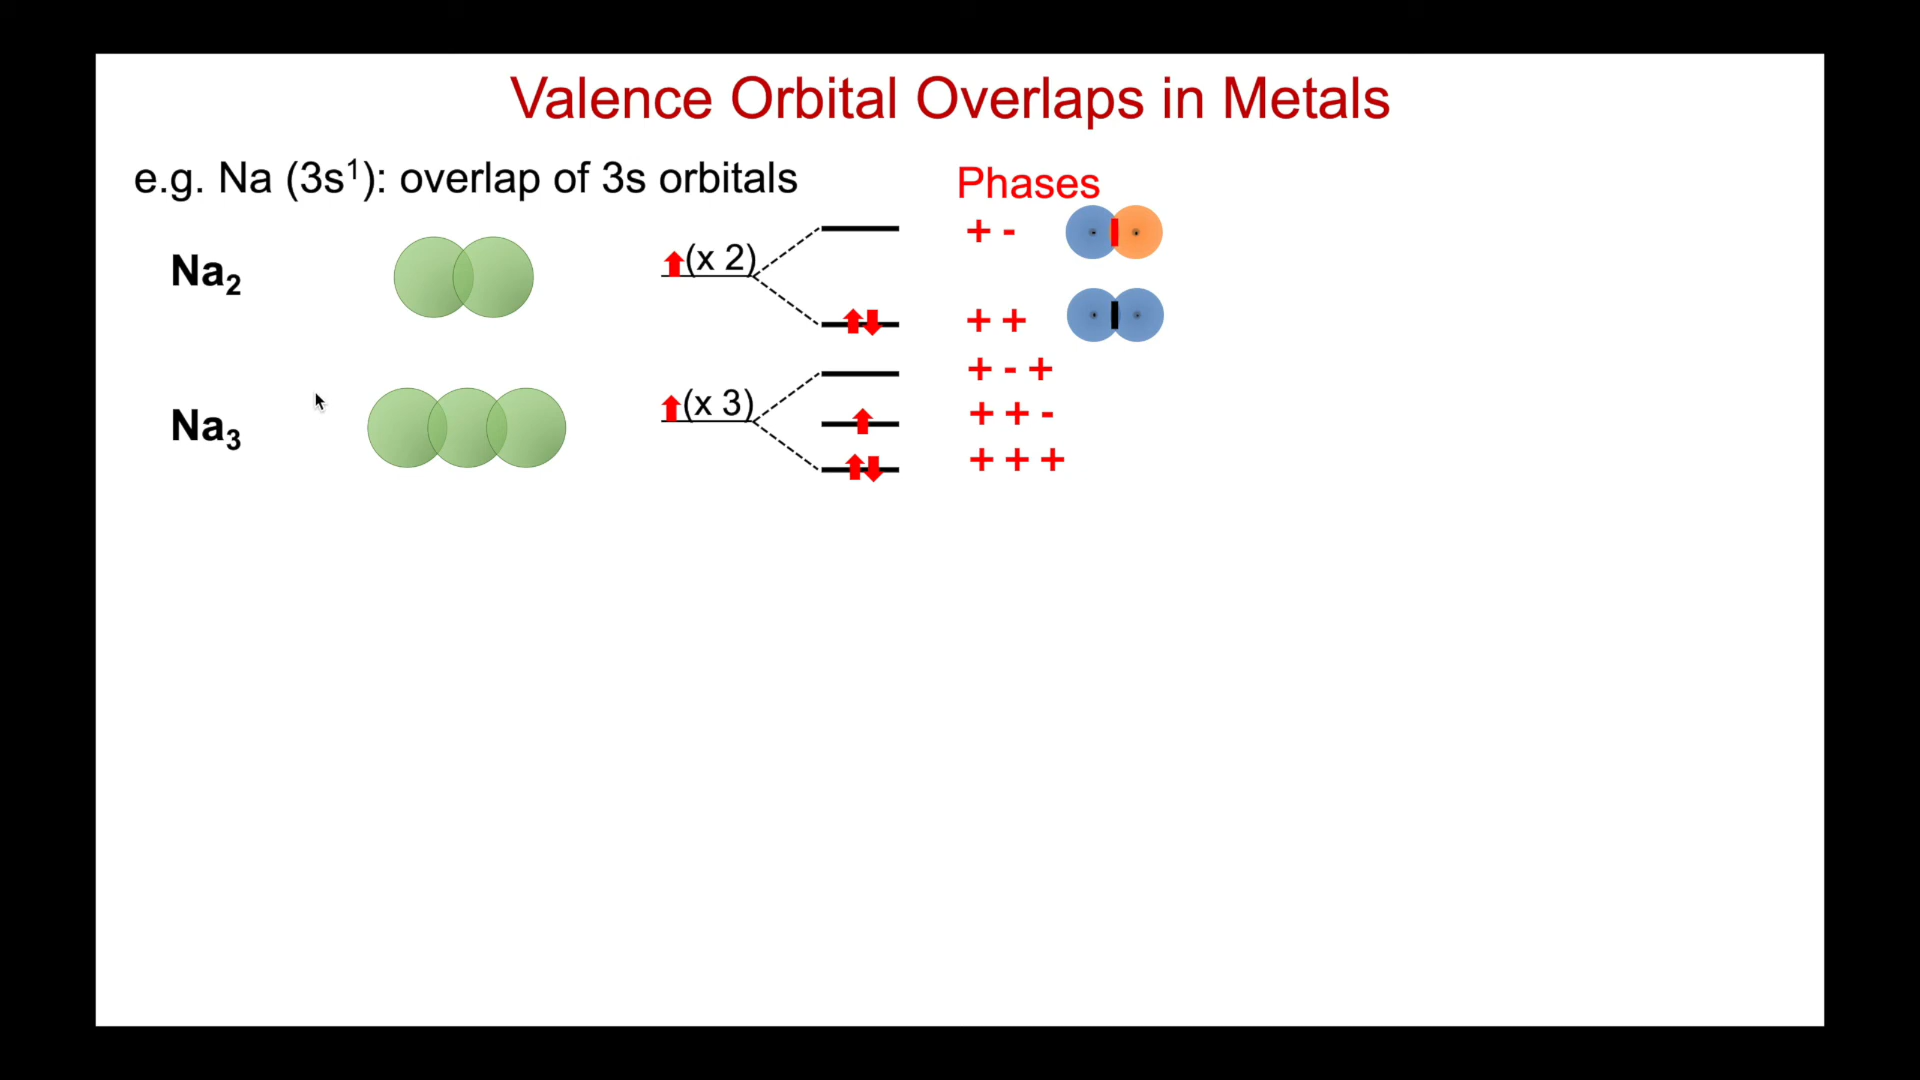 Valence Orbital Overlaps in Metals
e.g. Na (3s¹): overlap of 3s orbitals
Phases
Na₂
(x 2)
+ -
+ +
Na₃
(x 3)
+ - +
+ + -
+ + +